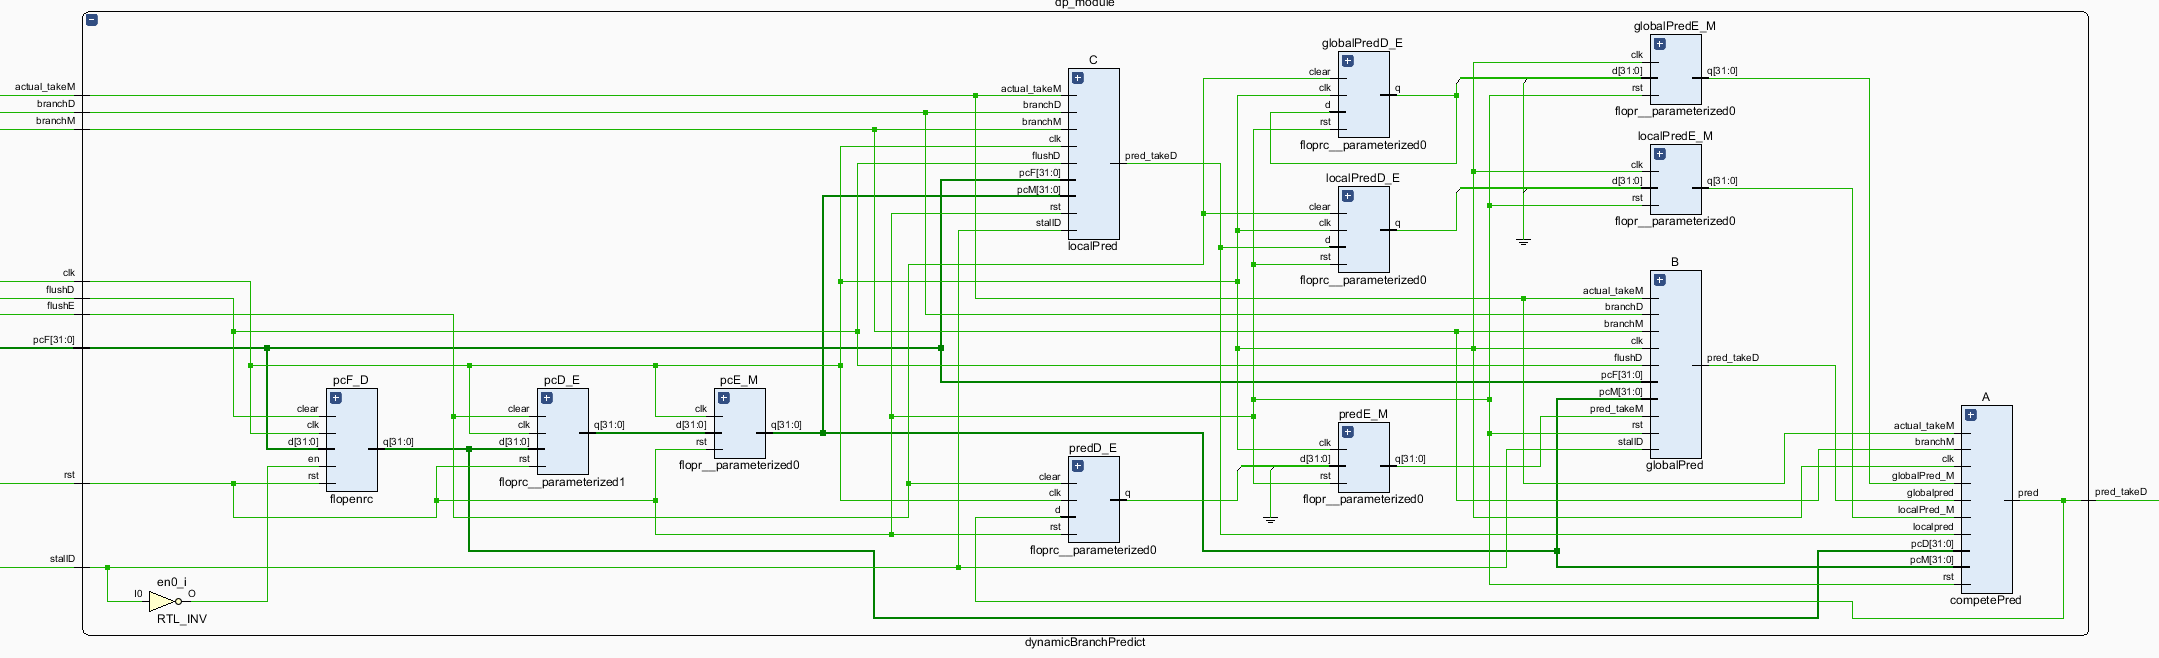 dp_module
actual_takeM
branchD
branchM
clk
flushD
flushE
pcF[31:0]
rst
stallD
en0_i
I0
O
RTL_INV
pcF_D
clear
clk
d[31:0]
en
rst
q[31:0]
flopenrc
pcD_E
clear
clk
d[31:0]
rst
q[31:0]
floprc__parameterized1
pcE_M
clk
d[31:0]
rst
q[31:0]
flopr__parameterized0
C
actual_takeM
branchD
branchM
clk
flushD
pcF[31:0]
pcM[31:0]
rst
stallD
pred_takeD
localPred
predD_E
clear
clk
d
rst
q
floprc__parameterized0
globalPredD_E
clear
clk
d
rst
q
floprc__parameterized0
localPredD_E
clear
clk
d
rst
q
floprc__parameterized0
predE_M
clk
d[31:0]
rst
q[31:0]
flopr__parameterized0
globalPredE_M
clk
d[31:0]
rst
q[31:0]
flopr__parameterized0
localPredE_M
clk
d[31:0]
rst
q[31:0]
flopr__parameterized0
B
actual_takeM
branchD
branchM
clk
flushD
pcF[31:0]
pcM[31:0]
pred_takeM
rst
stallD
pred_takeD
globalPred
A
actual_takeM
branchM
clk
globalPred_M
globalpred
localPred_M
localpred
pcD[31:0]
pcM[31:0]
rst
pred
competePred
pred_takeD
dynamicBranchPredict